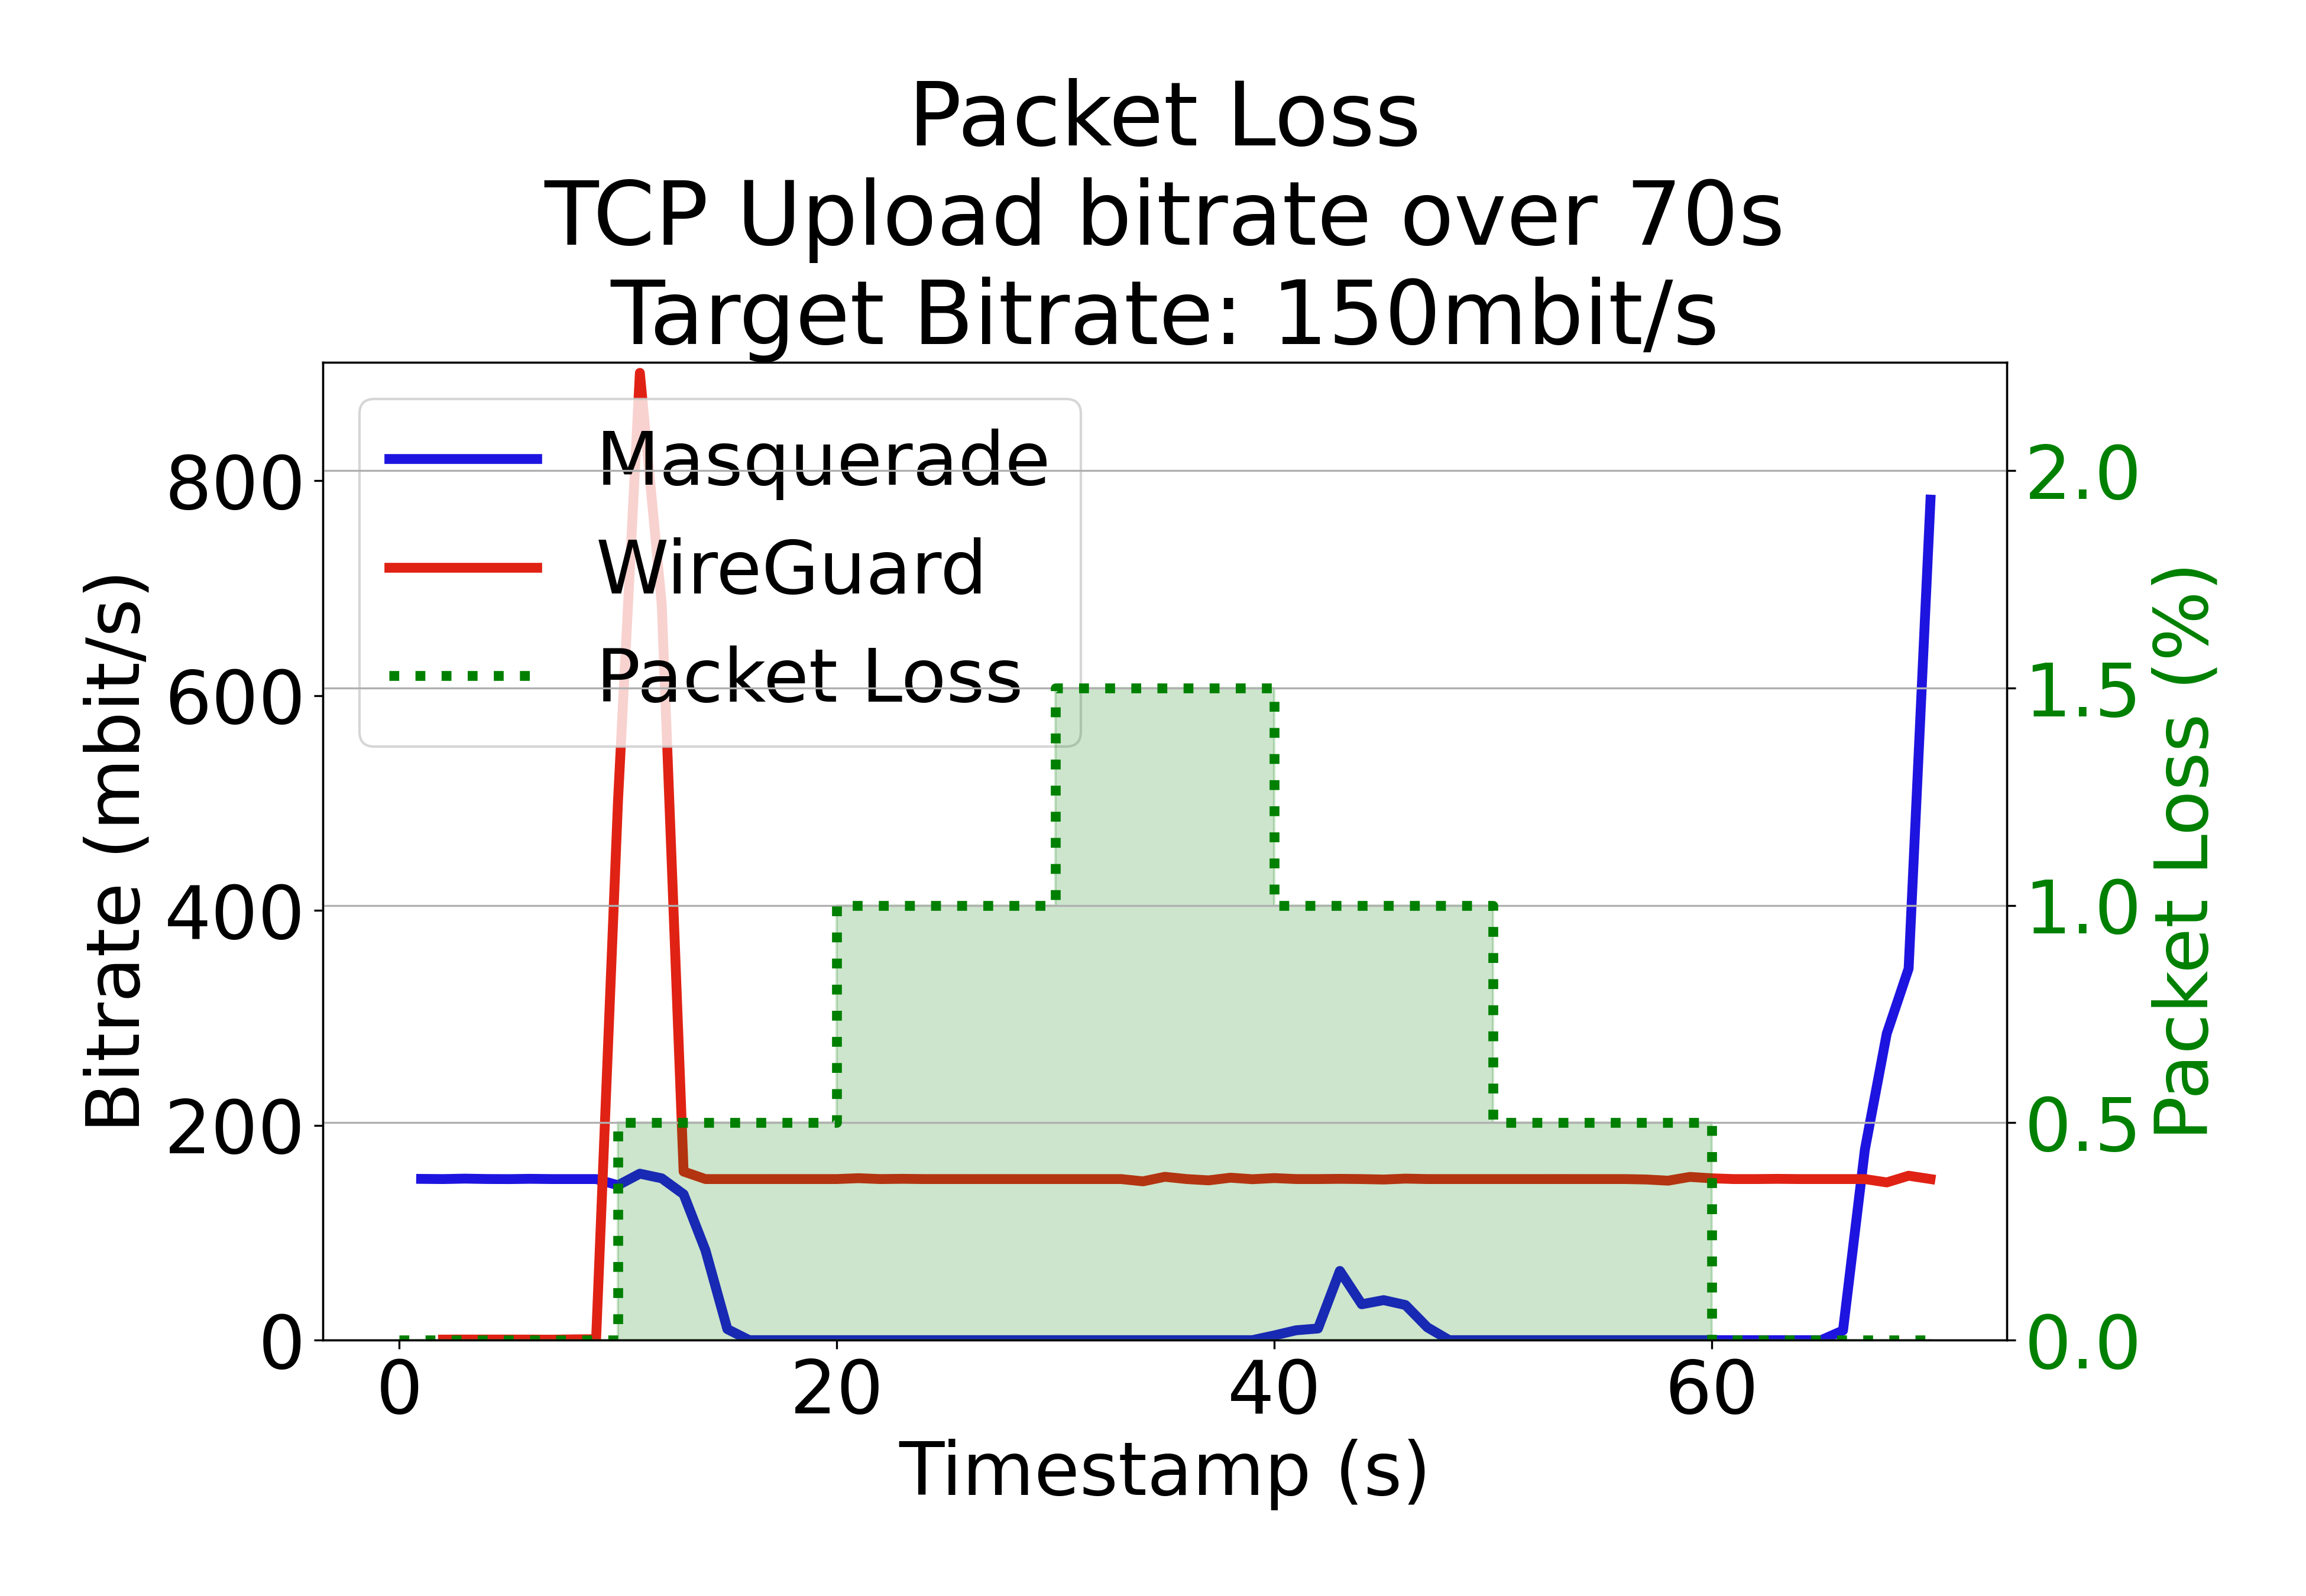 Packet Loss
TCP Upload bitrate over 70s
Target Bitrate: 150mbit/s
Masquerade
WireGuard
Packet Loss
Bitrate (mbit/s)
800
600
400
200
0
Packet Loss (%)
2.0
1.5
1.0
0.5
0.0
0 20 40 60
Timestamp (s)